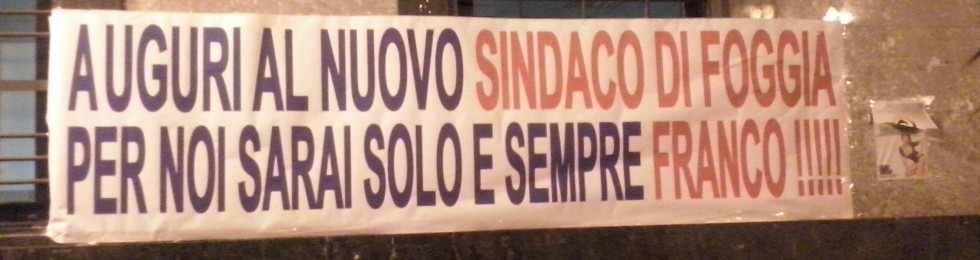 AUGURI AL NUOVO SINDACO DI FOGGIA
PER NOI SARAI SOLO E SEMPRE FRANCO !!!!!